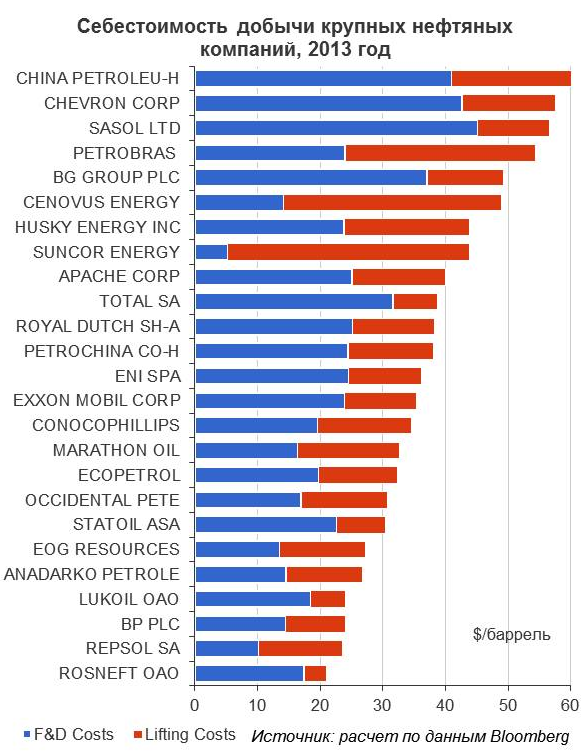 Себестоимость добычи крупных нефтяных
компаний, 2013 год
CHINA PETROLEU-H
CHEVRON CORP
SASOL LTD
PETROBRAS
BG GROUP PLC
CENOVUS ENERGY
HUSKY ENERGY INC
SUNCOR ENERGY
APACHE CORP
TOTAL SA
ROYAL DUTCH SH-A
PETROCHINA CO-H
ENI SPA
EXXON MOBIL CORP
CONOCOPHILLIPS
MARATHON OIL
ECOPETROL
OCCIDENTAL PETE
STATOIL ASA
EOG RESOURCES
ANADARKO PETROLE
LUKOIL OAO
BP PLC
$/баррель
REPSOL SA
ROSNEFT OAO
0 10 20 30 40 50 60
F&D Costs Lifting Costs Источник: расчет по данным Bloomberg